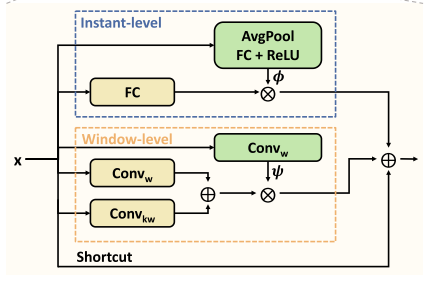 Instant-level
AvgPool
FC + ReLU
ϕ
FC
Window-level
Conv_w
ψ
x
Conv_w
Conv_kw
Shortcut